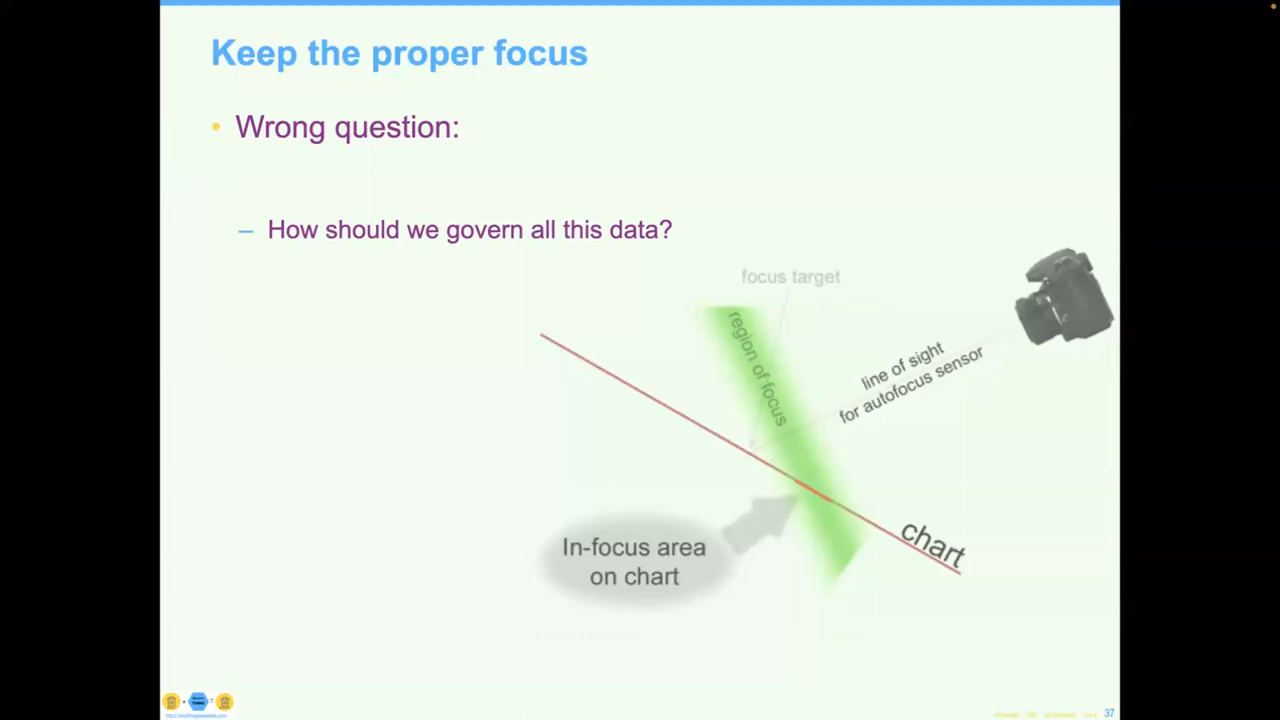 Keep the proper focus
• Wrong question:
– How should we govern all this data?
focus target
region of focus
line of sight
for autofocus sensor
chart
In-focus area
on chart
37